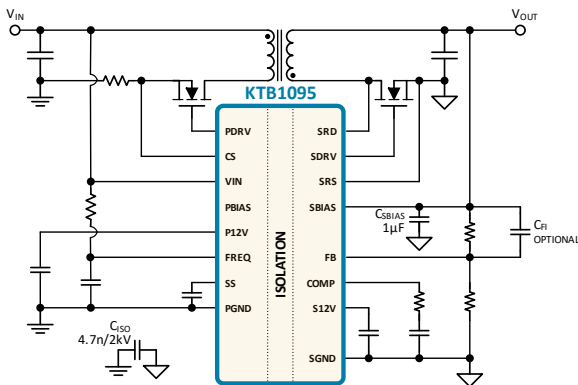 VIN
VOUT
KTB1095
PDRV
CS
VIN
PBIAS
P12V
FREQ
SS
PGND
ISOLATION
SRD
SDRV
SRS
SBIAS
FB
COMP
S12V
SGND
CSBIAS
1µF
CFI
OPTIONAL
CISO
4.7n/2kV